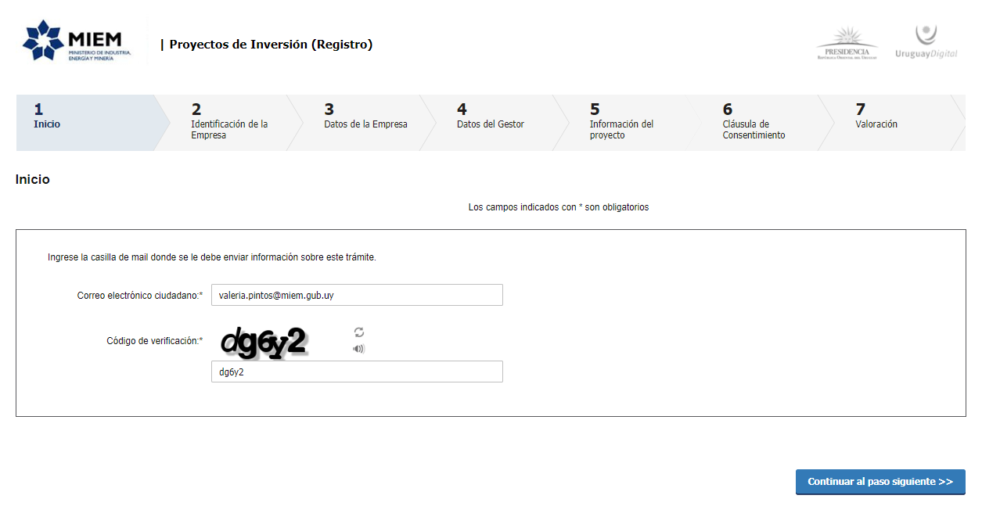 MIEM
MINISTERIO DE INDUSTRIA,
ENERGÍA Y MINERÍA
| Proyectos de Inversión (Registro)
PRESIDENCIA
República Oriental del Uruguay
UruguayDigital
1
Inicio
2
Identificación de la
Empresa
3
Datos de la Empresa
4
Datos del Gestor
5
Información del
proyecto
6
Cláusula de
Consentimiento
7
Valoración
Inicio
Los campos indicados con * son obligatorios
Ingrese la casilla de mail donde se le debe enviar información sobre este trámite.
Correo electrónico ciudadano:*
valeria.pintos@miem.gub.uy
Código de verificación:*
dg6y2
dg6y2
Continuar al paso siguiente >>